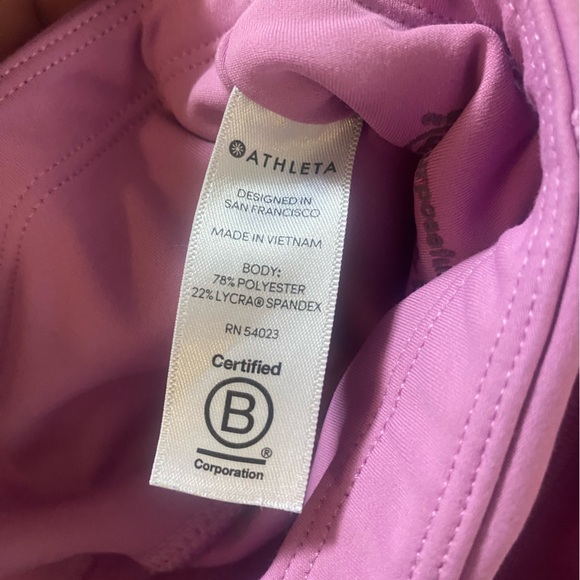 ATHLETA
DESIGNED IN
SAN FRANCISCO
MADE IN VIETNAM
BODY:
78% POLYESTER
22% LYCRA® SPANDEX
RN 54023
Certified
B
®
Corporation